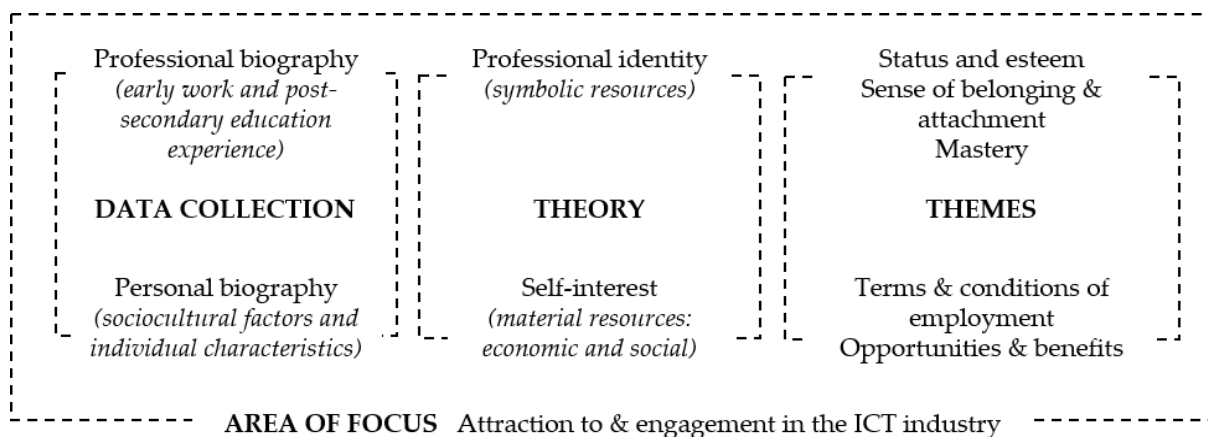 Professional biography
(early work and post-
secondary education
experience)
DATA COLLECTION
Personal biography
(sociocultural factors and
individual characteristics)
Professional identity
(symbolic resources)
THEORY
Self-interest
(material resources:
economic and social)
Status and esteem
Sense of belonging &
attachment
Mastery
THEMES
Terms & conditions of
employment
Opportunities & benefits
AREA OF FOCUS Attraction to & engagement in the ICT industry